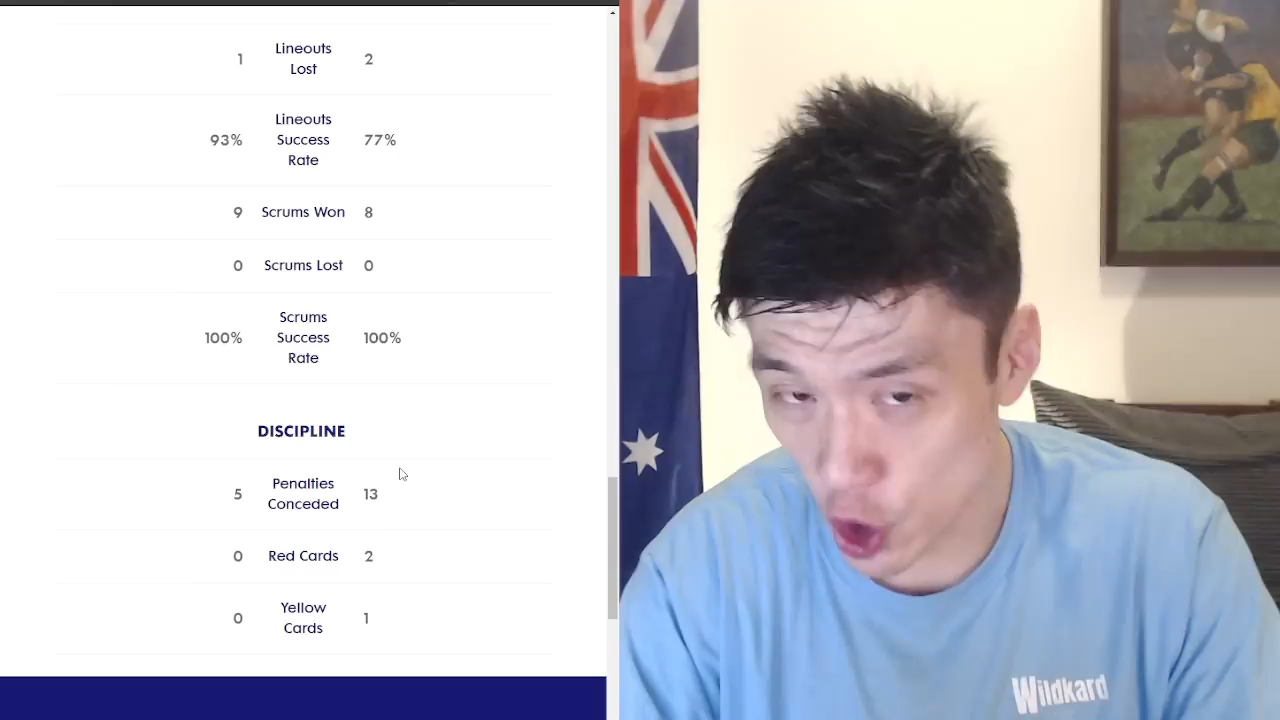 1 Lineouts Lost 2
93% Lineouts Success Rate 77%
9 Scrums Won 8
0 Scrums Lost 0
100% Scrums Success Rate 100%
DISCIPLINE
5 Penalties Conceded 13
0 Red Cards 2
0 Yellow Cards 1
Wildkard